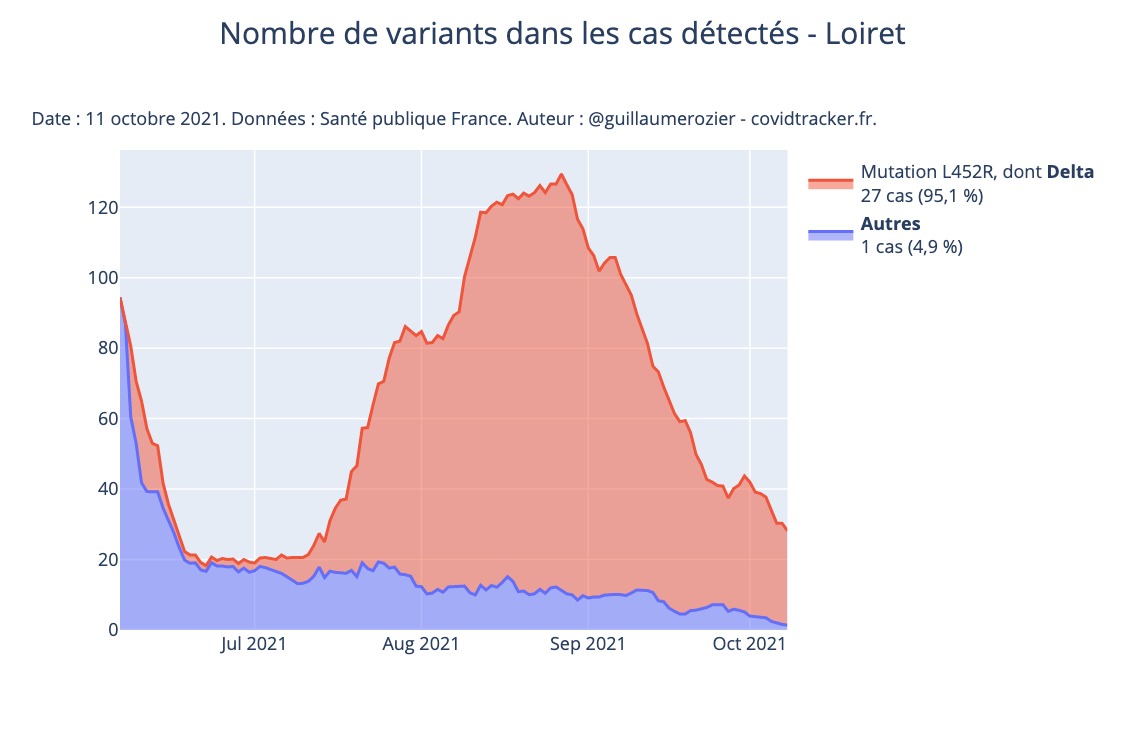 Nombre de variants dans les cas détectés - Loiret
Date : 11 octobre 2021. Données : Santé publique France. Auteur : @guillaumerozier - covidtracker.fr.
Mutation L452R, dont Delta
27 cas (95,1 %)
Autres
1 cas (4,9 %)
120
100
80
60
40
20
0
Jul 2021
Aug 2021
Sep 2021
Oct 2021